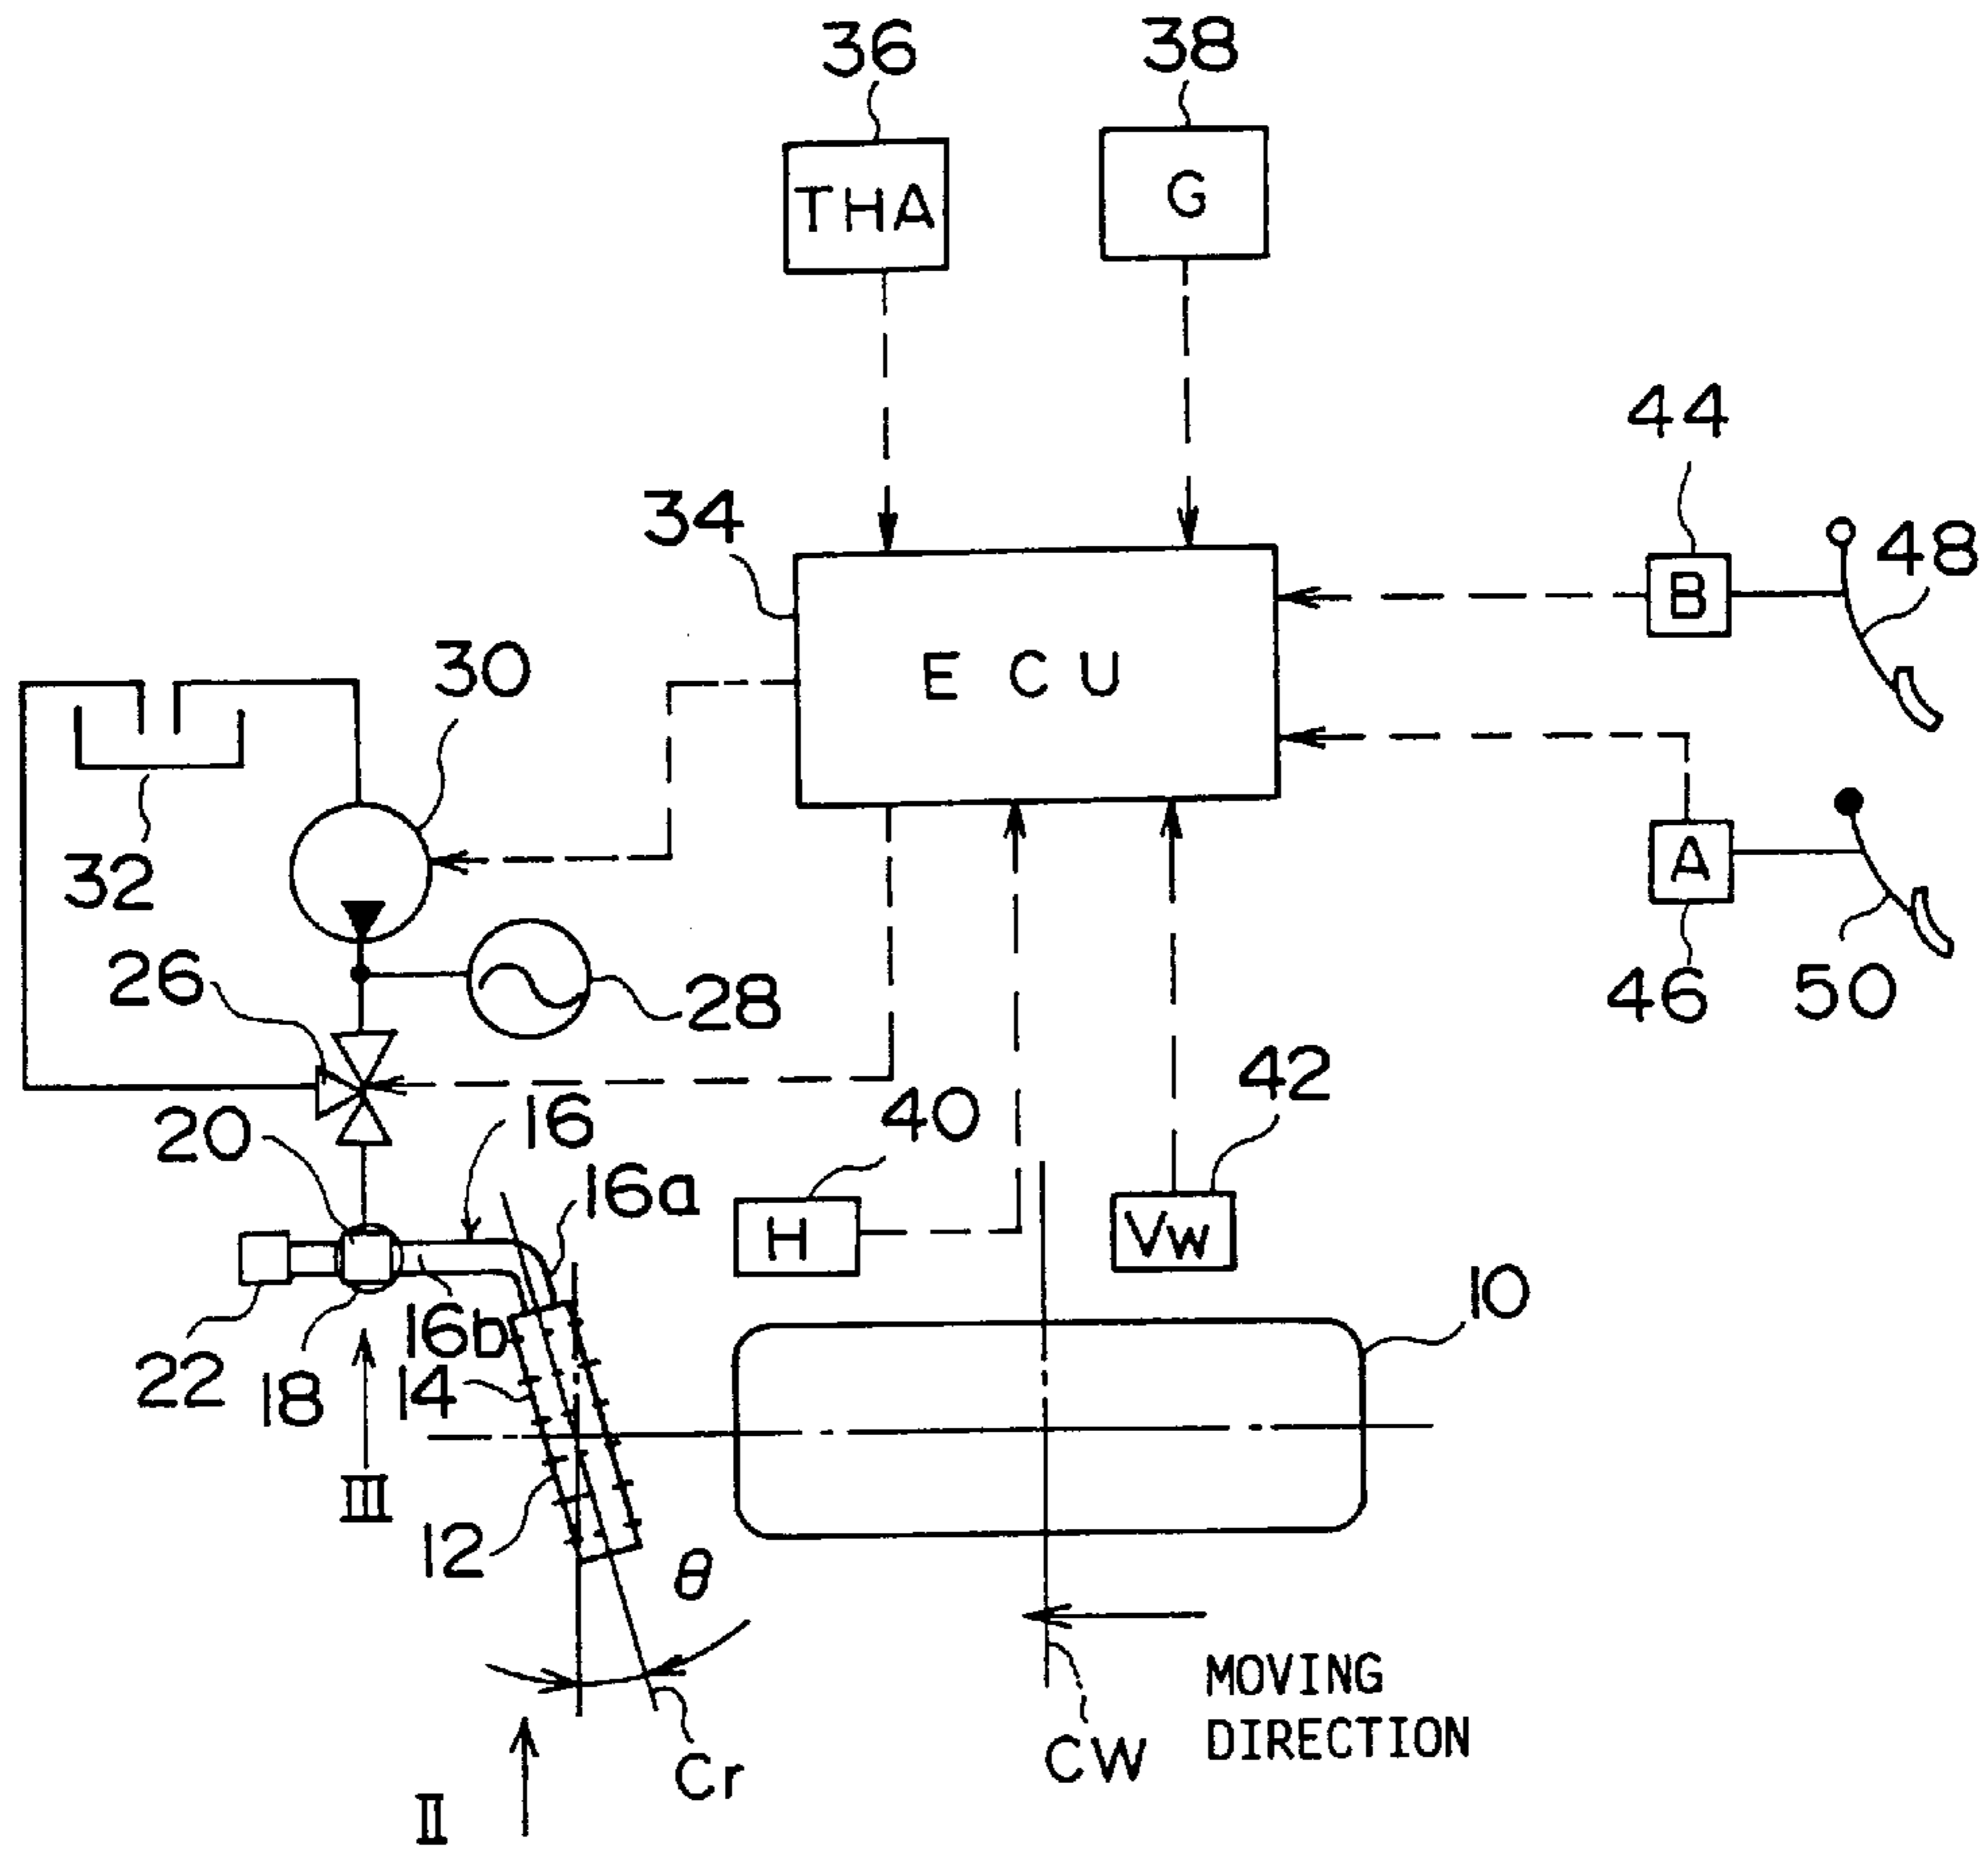 36
38
THA
G
44
34
48
B
E C U
30
32
A
26
28
46
50
42
20
16
40
16a
H
Vw
10
16b
22
18
14
III
12
θ
MOVING
DIRECTION
Cr
CW
II